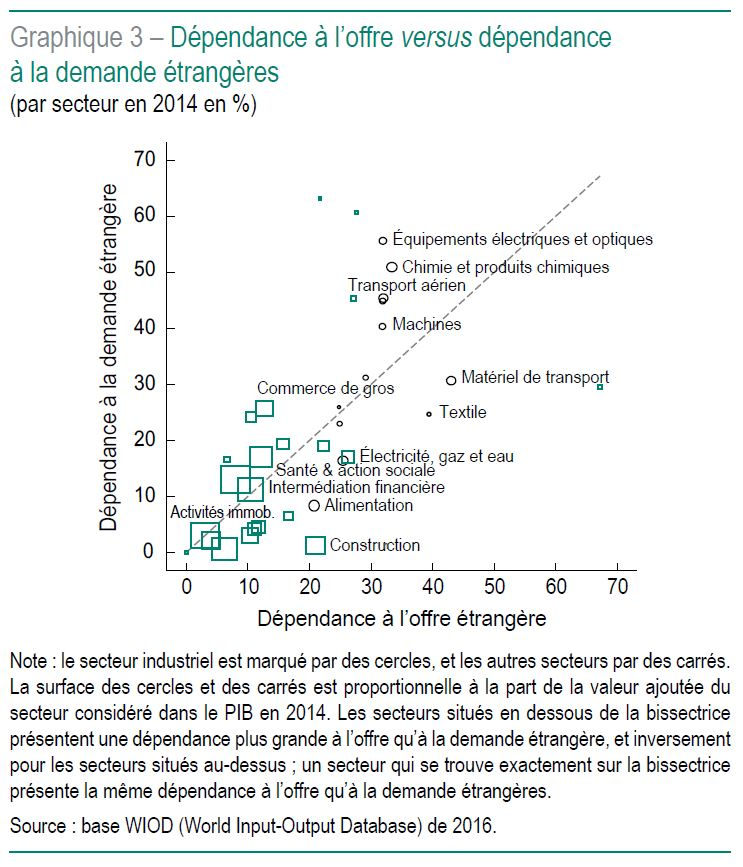 Graphique 3 – Dépendance à l’offre versus dépendance
à la demande étrangères
(par secteur en 2014 en %)
Dépendance à la demande étrangère
70
60
50
40
30
20
10
0
Équipements électriques et optiques
Chimie et produits chimiques
Transport aérien
Machines
Matériel de transport
Commerce de gros
Textile
Électricité, gaz et eau
Santé & action sociale
Intermédiation financière
Alimentation
Activités immob.
Construction
0 10 20 30 40 50 60 70
Dépendance à l’offre étrangère
Note : le secteur industriel est marqué par des cercles, et les autres secteurs par des carrés.
La surface des cercles et des carrés est proportionnelle à la part de la valeur ajoutée du
secteur considéré dans le PIB en 2014. Les secteurs situés en dessous de la bissectrice
présentent une dépendance plus grande à l’offre qu’à la demande étrangère, et inversement
pour les secteurs situés au-dessus ; un secteur qui se trouve exactement sur la bissectrice
présente la même dépendance à l’offre qu’à la demande étrangères.
Source : base WIOD (World Input-Output Database) de 2016.